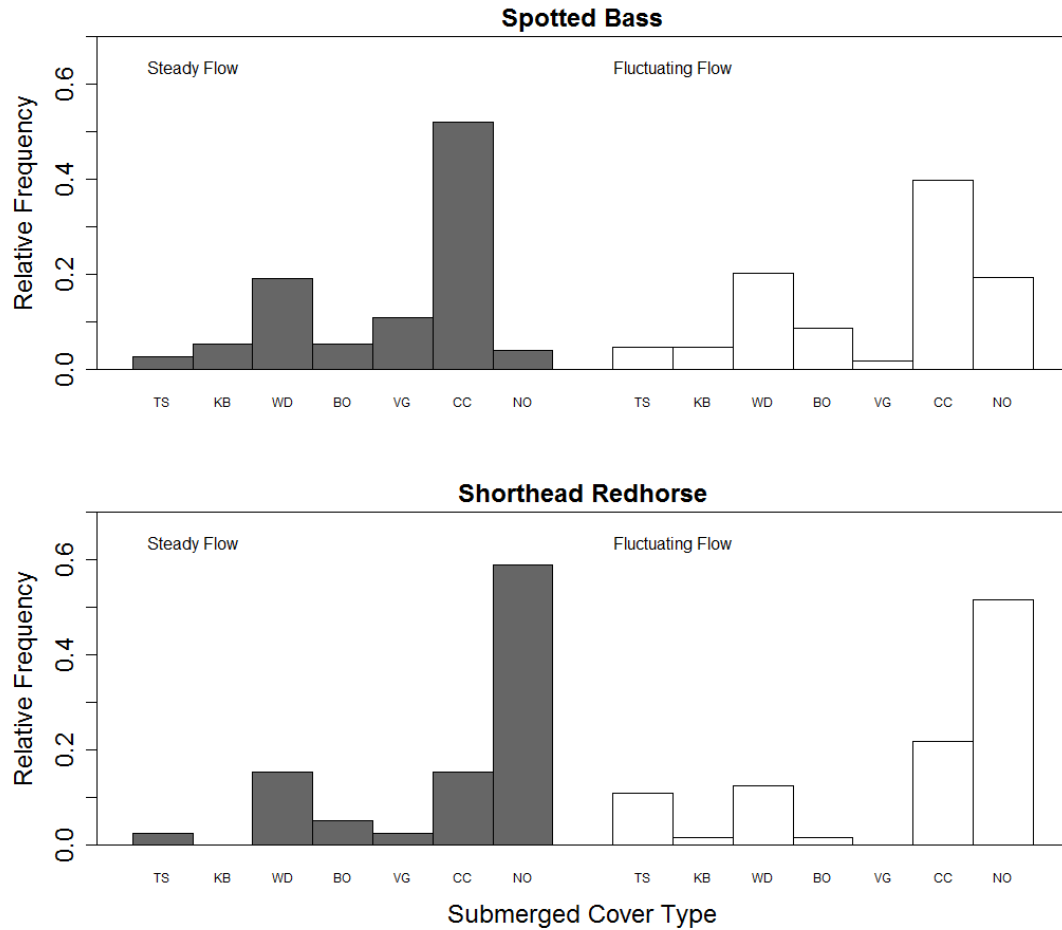 Spotted Bass
Steady Flow
Fluctuating Flow
Relative Frequency
0.6
0.4
0.2
0.0
TS KB WD BO VG CC NO TS KB WD BO VG CC NO
Shorthead Redhorse
Steady Flow
Fluctuating Flow
Relative Frequency
0.6
0.4
0.2
0.0
TS KB WD BO VG CC NO TS KB WD BO VG CC NO
Submerged Cover Type